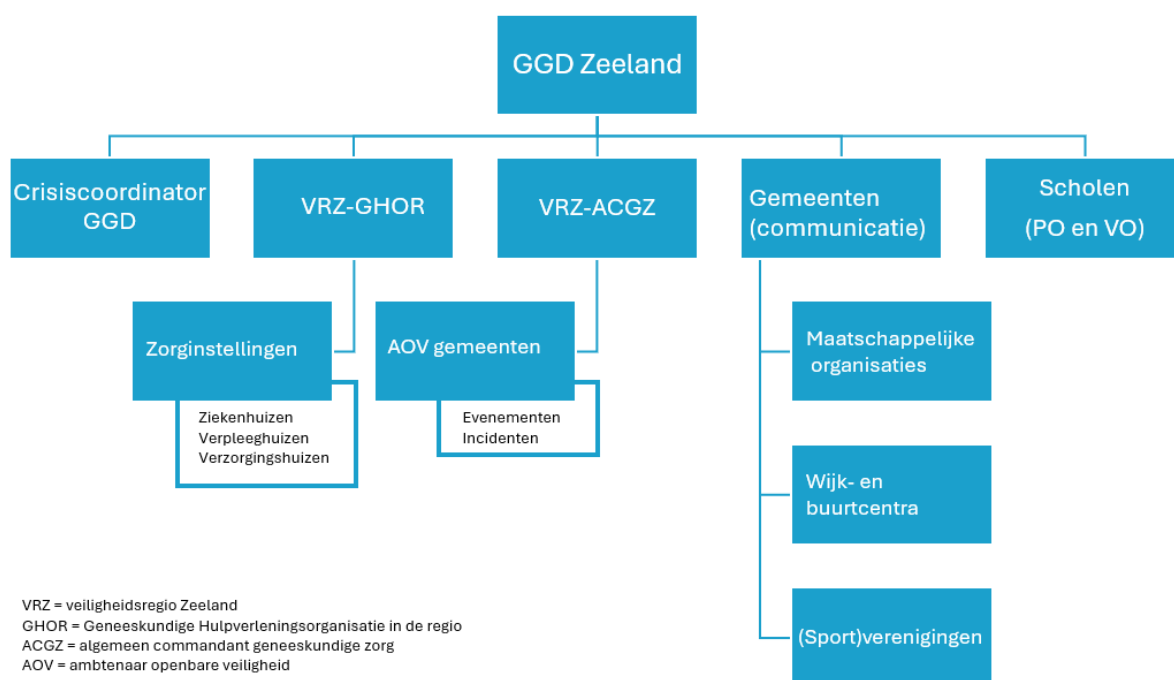 GGD Zeeland
Crisiscoordinator
GGD
VRZ-GHOR
VRZ-ACGZ
Gemeenten
(communicatie)
Scholen
(PO en VO)
Zorginstellingen
Ziekenhuizen
Verpleeghuizen
Verzorgingshuizen
AOV gemeenten
Evenementen
Incidenten
Maatschappelijke
organisaties
Wijk- en
buurtcentra
(Sport)verenigingen
VRZ = veiligheidsregio Zeeland
GHOR = Geneeskundige Hulpverleningsorganisatie in de regio
ACGZ = algemeen commandant geneeskundige zorg
AOV = ambtenaar openbare veiligheid